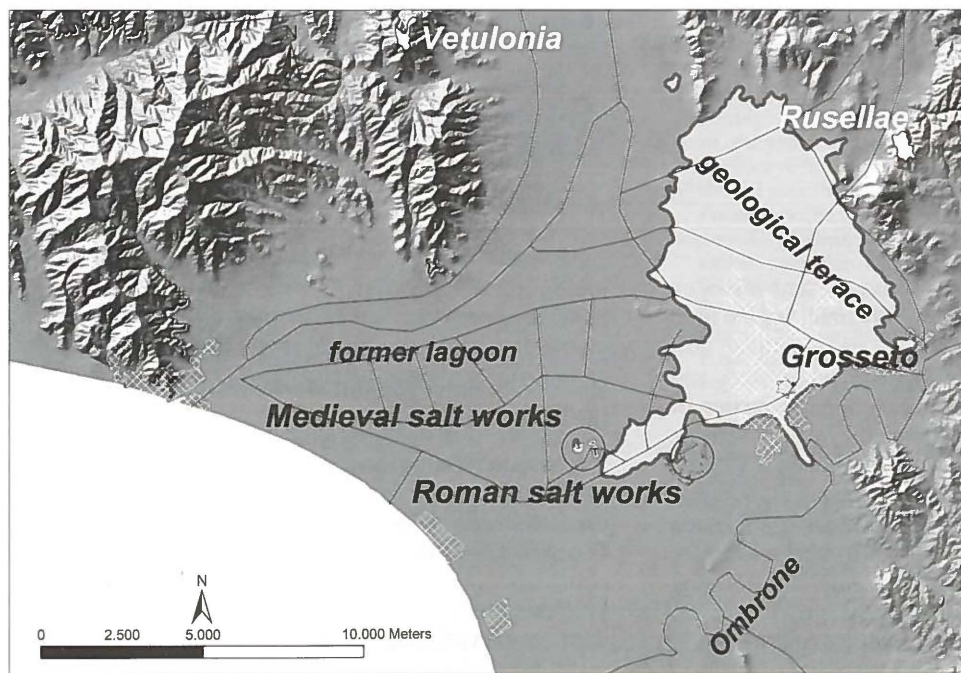 Vetulonia
Rusellae
geological terace
former lagoon
Grosseto
Medieval salt works
Roman salt works
Ombrone
N
0 2.500 5.000 10.000 Meters